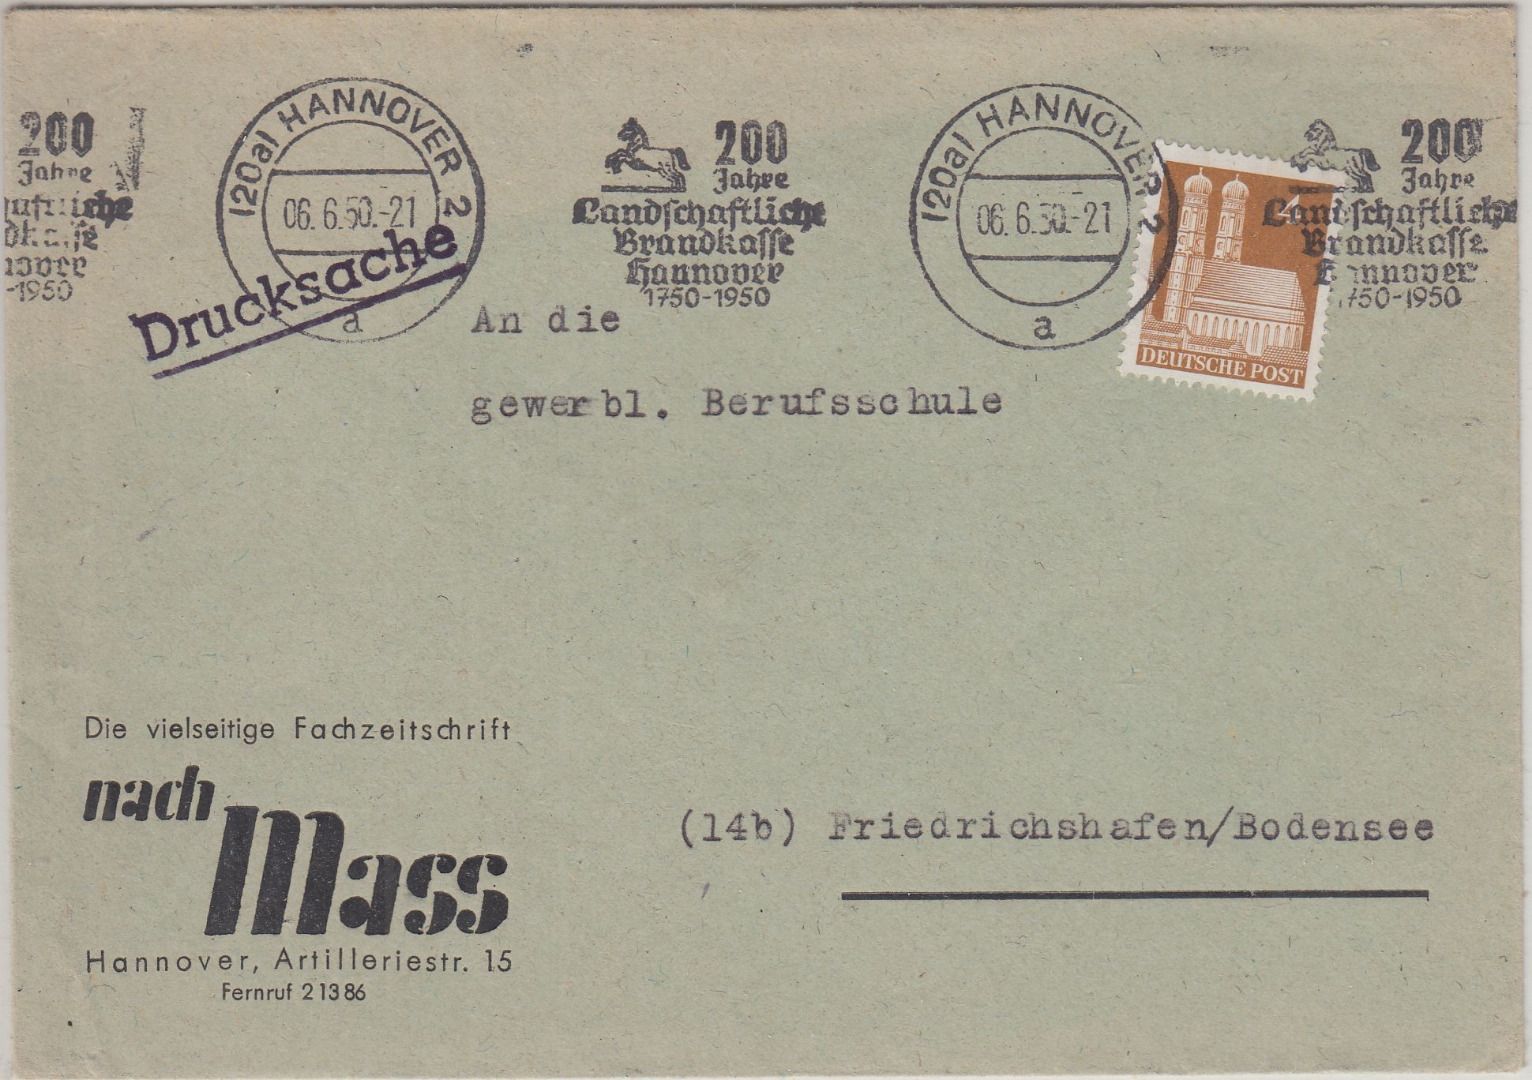 200
Jahre
-1950
(20a) HANNOVER 2
06.6.50.-21
a
200
Jahre
Landschaftliche
Brandkasse
Hannover
1750-1950
(20a) HANNOVER 2
06.6.50.-21
a
200
Jahre
Landschaftliche
Brandkasse
Hannover
1750-1950
4
DEUTSCHE POST
Drucksache
An die
gewerbl. Berufsschule
(14b) Friedrichshafen/Bodensee
Die vielseitige Fachzeitschrift
nach
Mass
Hannover, Artilleriestr. 15
Fernruf 21386